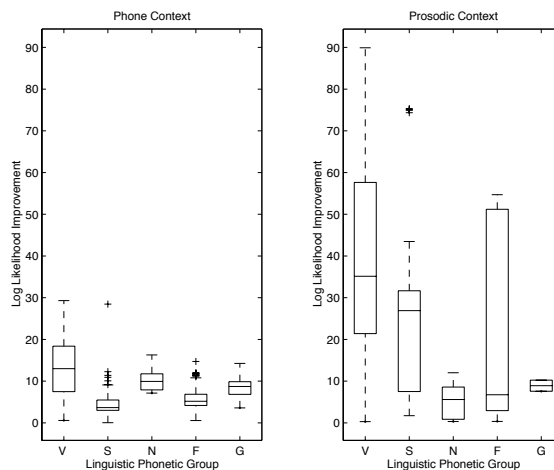 Phone Context
90
80
70
60
50
40
30
20
10
0
Log Likelihood Improvement
V S N F G
Linguistic Phonetic Group
Prosodic Context
90
80
70
60
50
40
30
20
10
0
Log Likelihood Improvement
V S N F G
Linguistic Phonetic Group